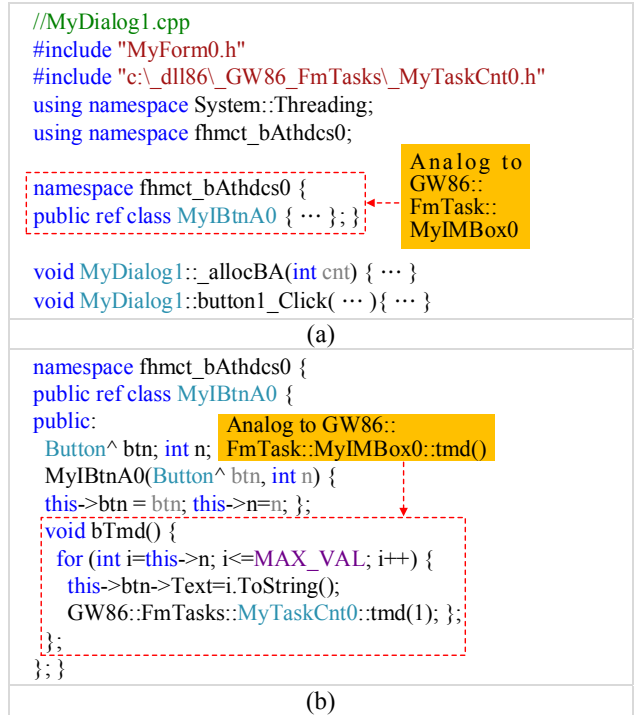 //MyDialog1.cpp
#include "MyForm0.h"
#include "c:\_dll86\_GW86_FmTasks\_MyTaskCnt0.h"
using namespace System::Threading;
using namespace fhmct_bAthdcs0;
namespace fhmct_bAthdcs0 {
public ref class MyIBtnA0 { ··· }; }
Analog to
GW86::
FmTask::
MyIMBox0
void MyDialog1::_allocBA(int cnt) { ··· }
void MyDialog1::button1_Click( ··· ){ ··· }
(a)
namespace fhmct_bAthdcs0 {
public ref class MyIBtnA0 {
public:
Button^ btn; int n;
Analog to GW86::
FmTask::MyIMBox0::tmd()
MyIBtnA0(Button^ btn, int n) {
this->btn = btn; this->n=n; };
void bTmd() {
for (int i=this->n; i<=MAX_VAL; i++) {
this->btn->Text=i.ToString();
GW86::FmTasks::MyTaskCnt0::tmd(1); };
};
}; }
(b)